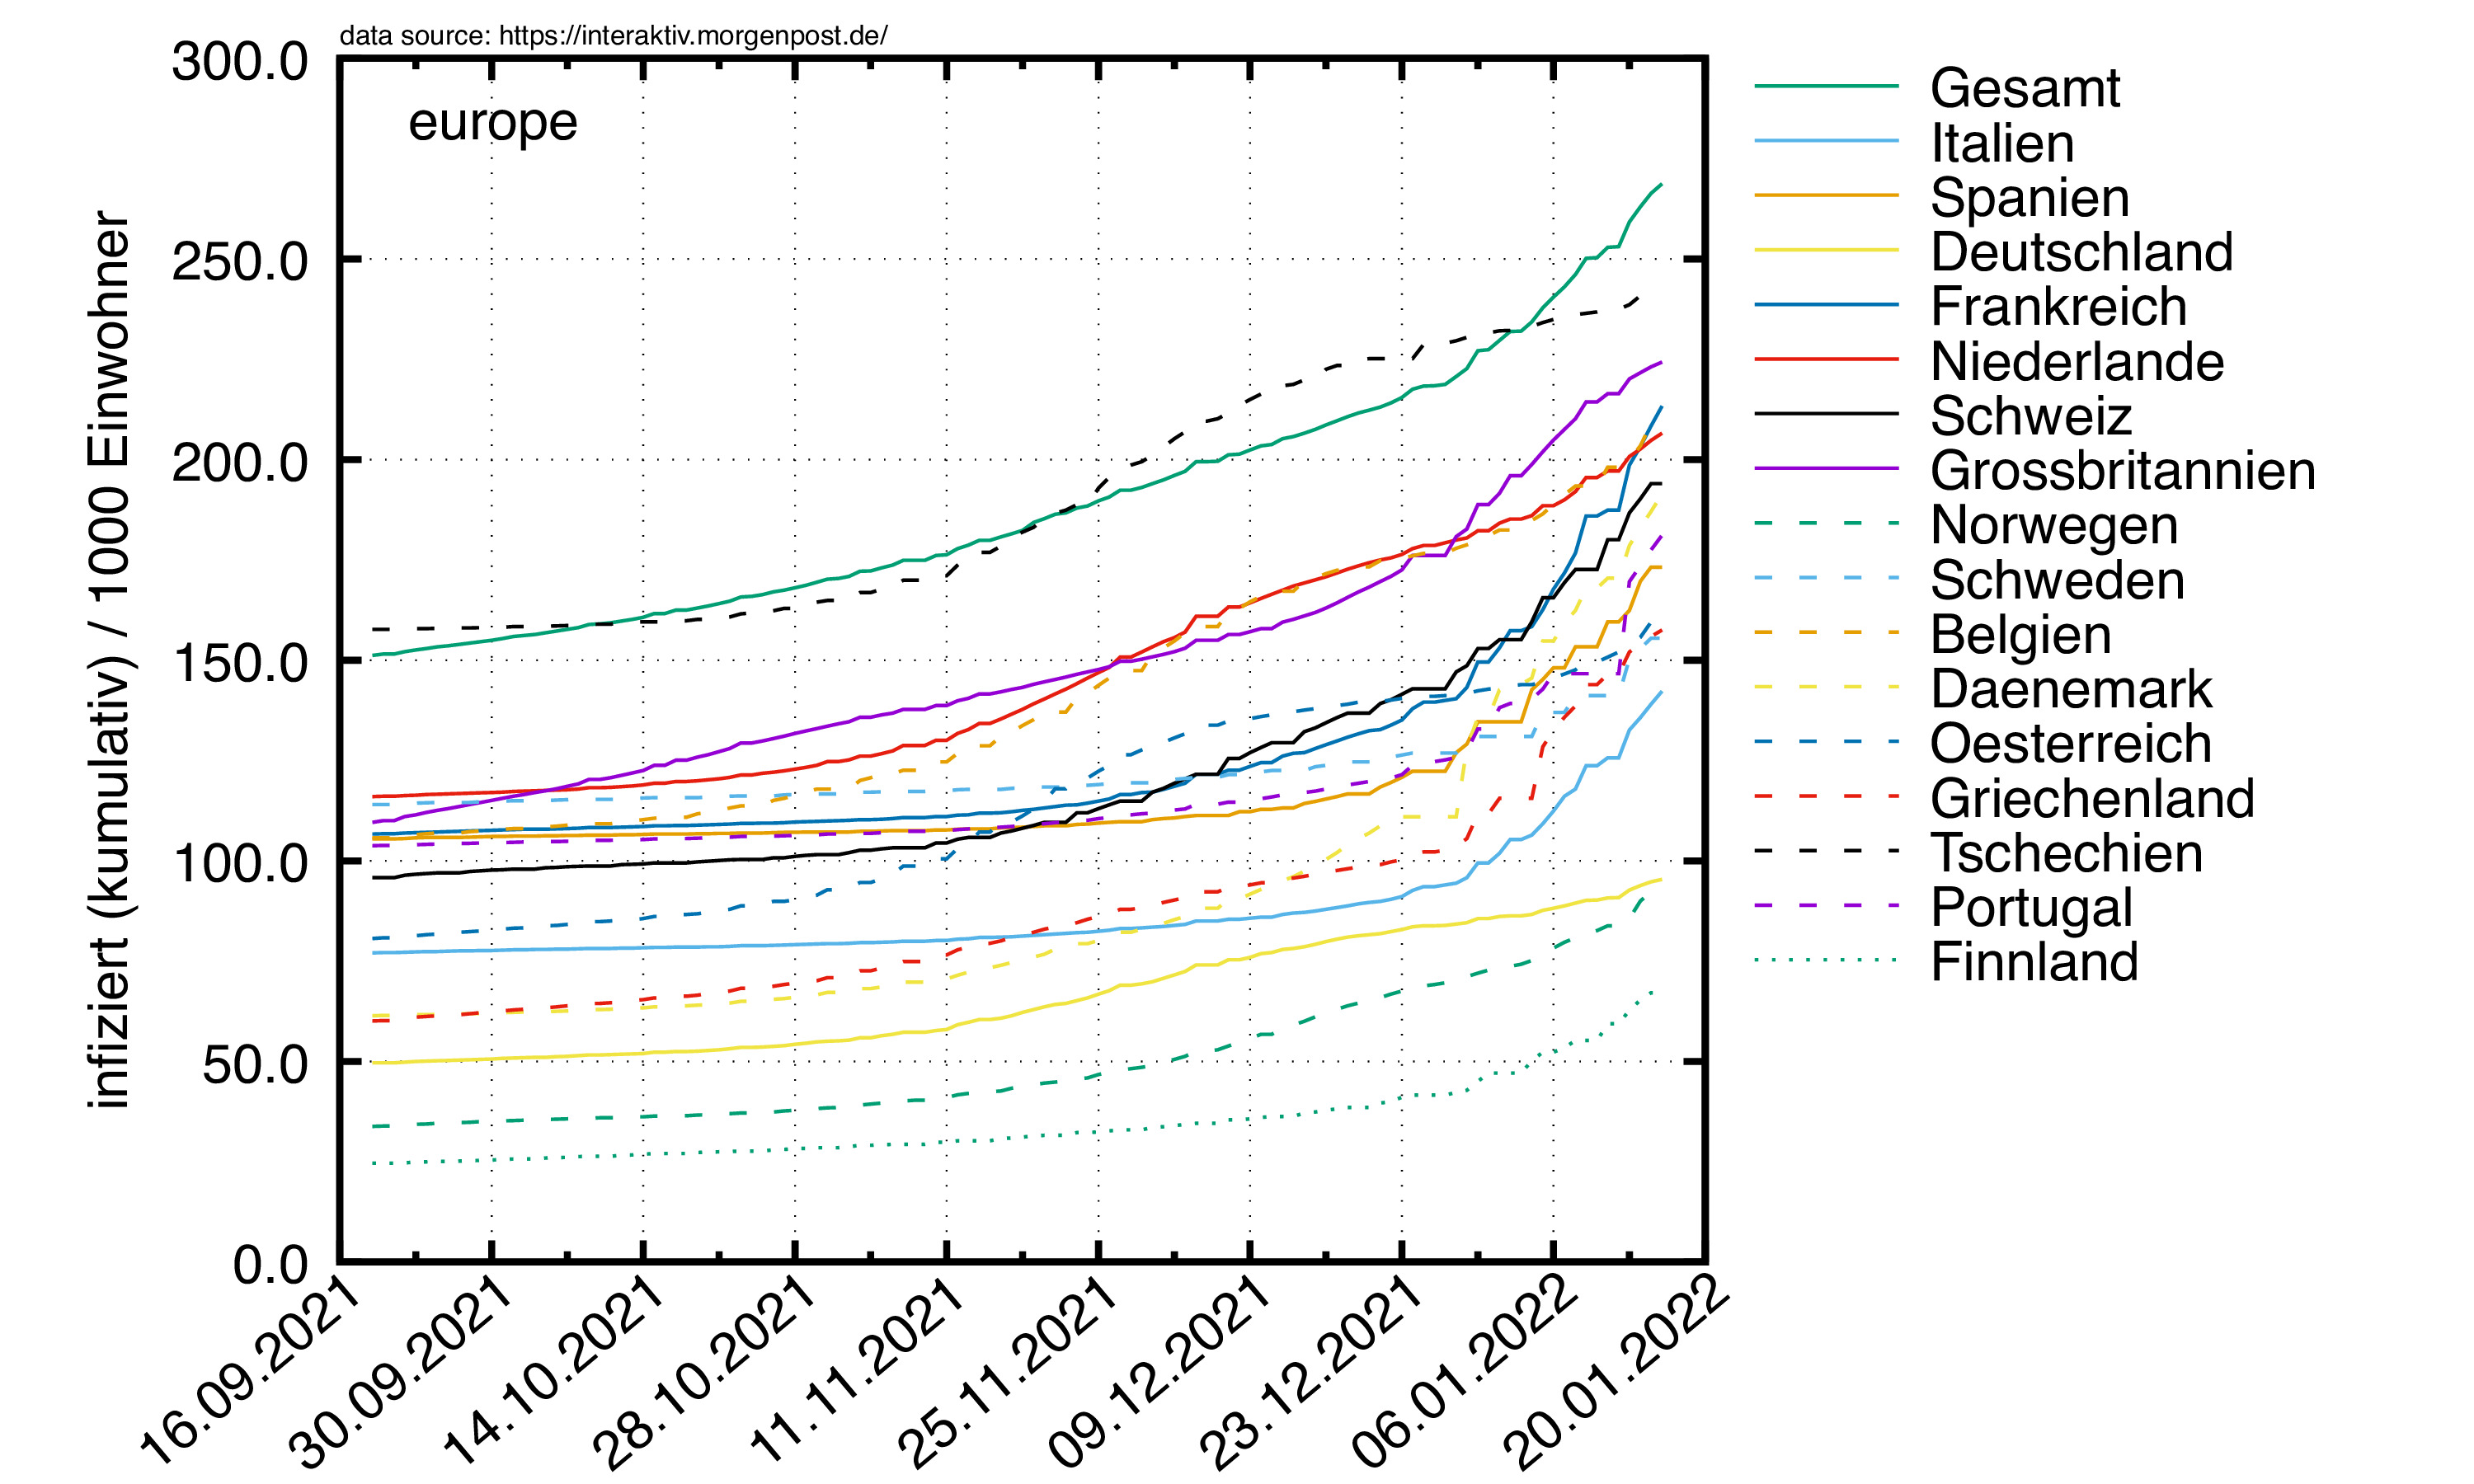 data source: https://interaktiv.morgenpost.de/
europe
infiziert (kumulativ) / 1000 Einwohner
300.0
250.0
200.0
150.0
100.0
50.0
0.0
16.09.2021
30.09.2021
14.10.2021
28.10.2021
11.11.2021
25.11.2021
09.12.2021
23.12.2021
06.01.2022
20.01.2022
Gesamt
Italien
Spanien
Deutschland
Frankreich
Niederlande
Schweiz
Grossbritannien
Norwegen
Schweden
Belgien
Daenemark
Oesterreich
Griechenland
Tschechien
Portugal
Finnland